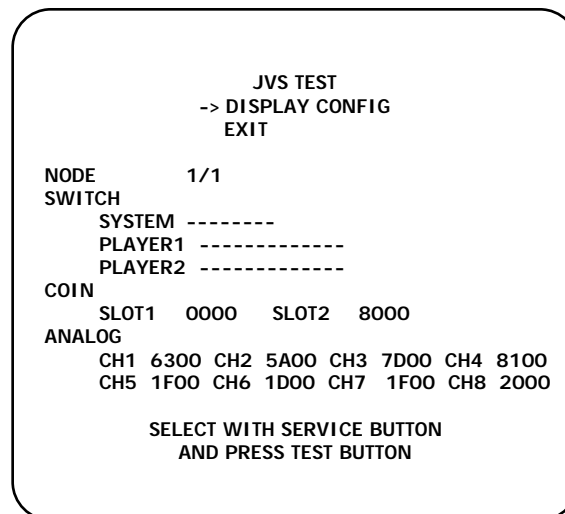 JVS TEST
-> DISPLAY CONFIG
EXIT
NODE 1/1
SWITCH
SYSTEM --------
PLAYER1 -------------
PLAYER2 -------------
COIN
SLOT1 0000 SLOT2 8000
ANALOG
CH1 6300 CH2 5A00 CH3 7D00 CH4 8100
CH5 1F00 CH6 1D00 CH7 1F00 CH8 2000
SELECT WITH SERVICE BUTTON
AND PRESS TEST BUTTON